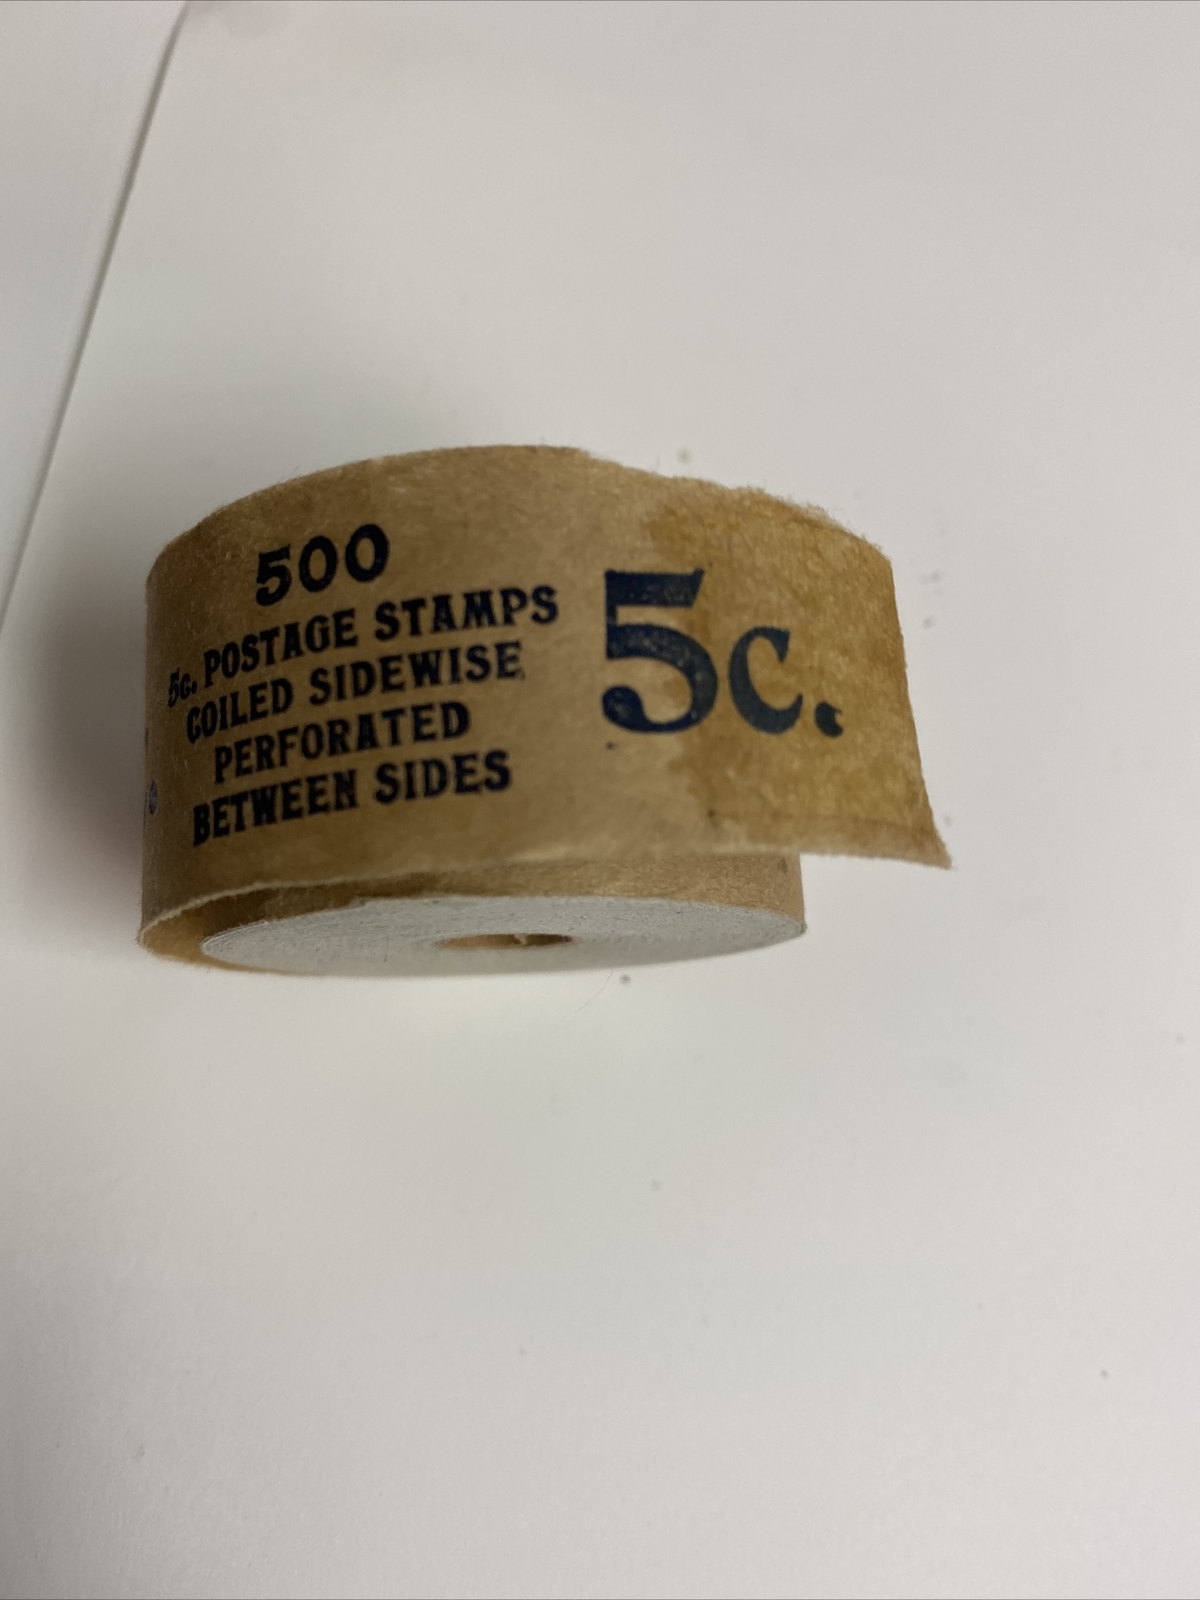 500
5c. POSTAGE STAMPS
COILED SIDEWISE
PERFORATED
BETWEEN SIDES
5c.